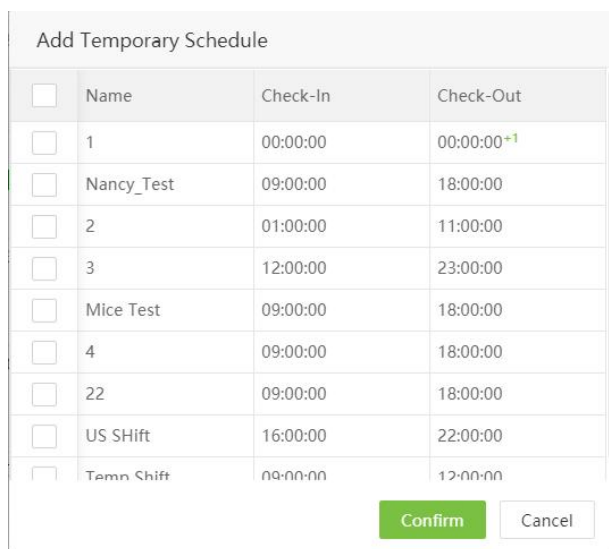 Add Temporary Schedule
Name Check-In Check-Out
1 00:00:00 00:00:00+1
Nancy_Test 09:00:00 18:00:00
2 01:00:00 11:00:00
3 12:00:00 23:00:00
Mice Test 09:00:00 18:00:00
4 09:00:00 18:00:00
22 09:00:00 18:00:00
US SHift 16:00:00 22:00:00
Temp Shift 09:00:00 12:00:00
Confirm Cancel